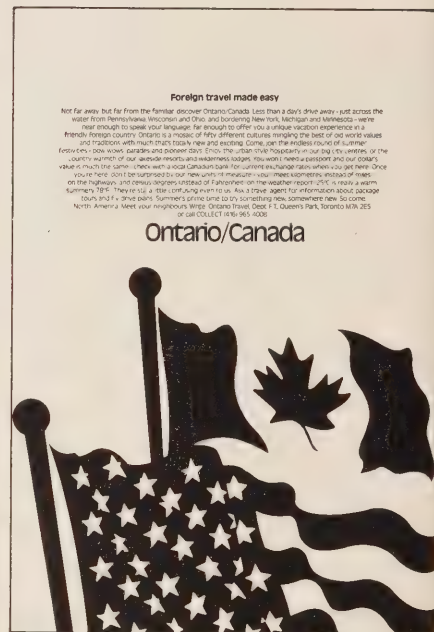 Foreign travel made easy
Not far away, but far from the familiar, discover Ontario/Canada. Less than a day's drive away - just across the
water from Pennsylvania, Wisconsin and Ohio, and bordering New York, Michigan and Minnesota - we're
near enough to speak your language, far enough to offer you a unique vacation experience in a
friendly foreign country. Ontario is a mosaic of fifty different cultures mingling the best of old world values
and traditions with much that's totally new and exciting. Come, join the endless round of summer
festivities - pow wows, parades and pioneer days. Enjoy the urban style hospitality in our big city centres, or the
country warmth of our lakeside resorts and wilderness lodges. You won't need a passport and our dollar's
value is much the same - check with a local Canadian bank for current exchange rates when you get here. Once
you're here, don't be surprised by our new units of measure - you'll meet kilometres instead of miles
on the highways, and celsius degrees instead of Fahrenheit on the weather report (25°C is really a warm
summer's 78°F. They're still a little confusing even to us. Ask a travel agent for information about package
tours and fly drive plans. Summer's prime time to try something new, somewhere new. So come
North, America. Meet your neighbours. Write: Ontario Travel, Dept. F.T., Queen's Park, Toronto M7A 2E5
or call COLLECT (416) 965-4008
Ontario/Canada